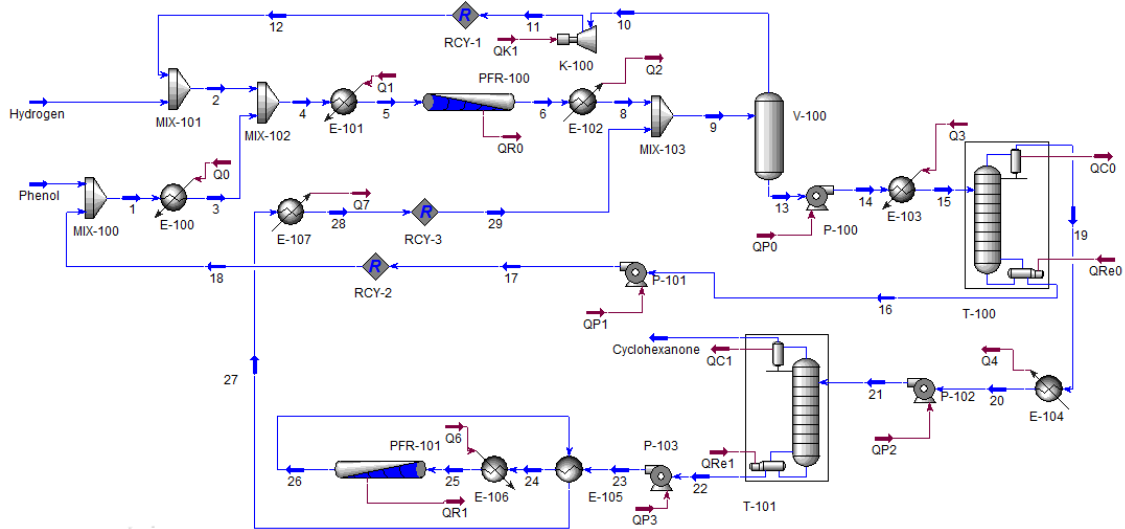 12
R
RCY-1
11
10
QK1
K-100
Hydrogen
MIX-101
2
MIX-102
4
Q1
E-101
5
PFR-100
QR0
6
Q2
E-102
8
MIX-103
9
V-100
Q3
QC0
Phenol
MIX-100
1
Q0
E-100
3
Q7
28
E-107
R
RCY-3
29
13
14
P-100
QP0
E-103
15
19
QRe0
T-100
18
R
RCY-2
17
P-101
QP1
16
27
Cyclohexanone
QC1
21
P-102
QP2
20
Q4
E-104
PFR-101
Q6
26
25
QR1
E-106
24
E-105
23
P-103
QP3
22
QRe1
T-101